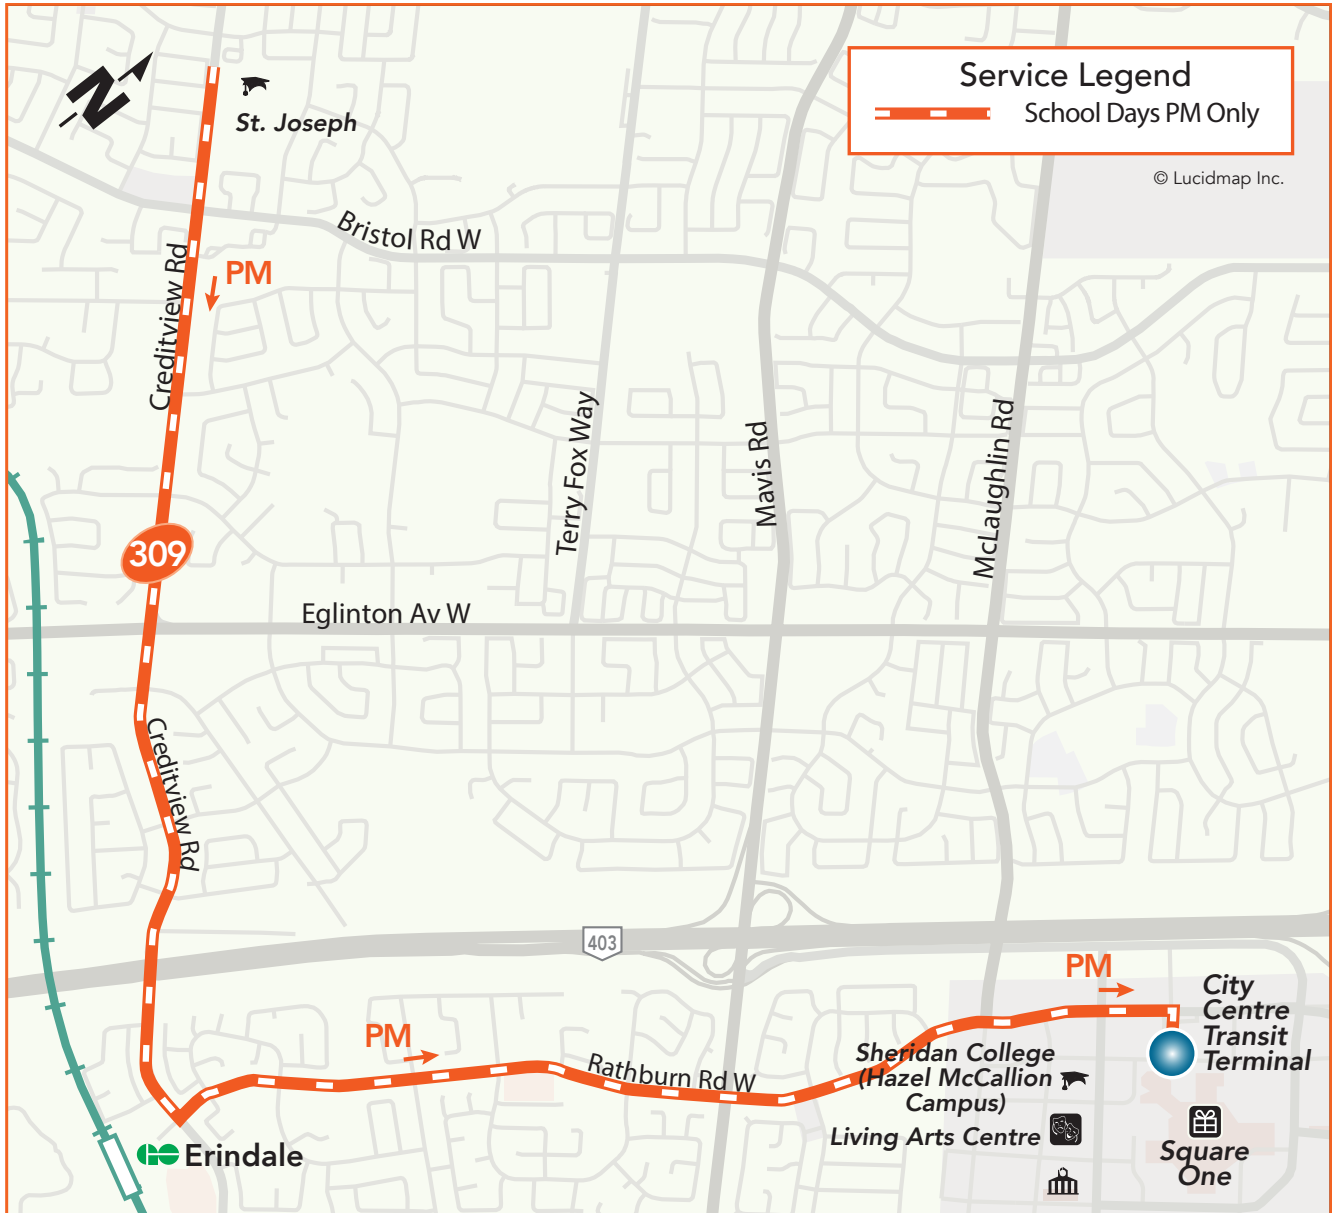 N
St. Joseph
Service Legend
School Days PM Only
© Lucidmap Inc.
Bristol Rd W
Creditview Rd
PM
Terry Fox Way
Mavis Rd
McLaughlin Rd
309
Eglinton Av W
Creditview Rd
403
PM
City
Centre
Transit
Terminal
PM
Rathburn Rd W
Sheridan College
(Hazel McCallion
Campus)
Living Arts Centre
GO Erindale
Square
One